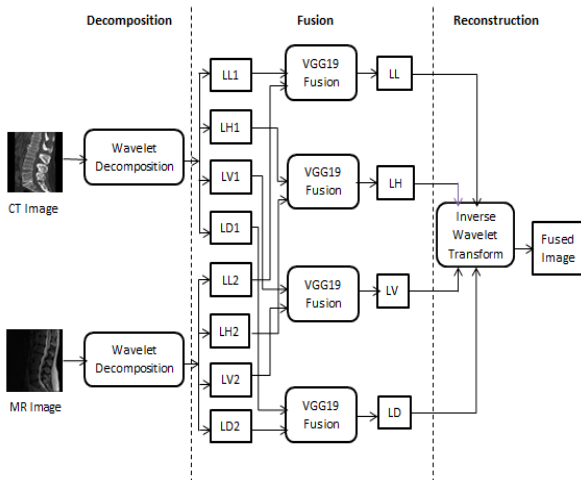 Decomposition
Fusion
Reconstruction
LL1
VGG19
Fusion
LL
LH1
CT Image
Wavelet
Decomposition
LV1
VGG19
Fusion
LH
LD1
Inverse
Wavelet
Transform
Fused
Image
LL2
VGG19
Fusion
LV
LH2
MR Image
Wavelet
Decomposition
LV2
LD2
VGG19
Fusion
LD